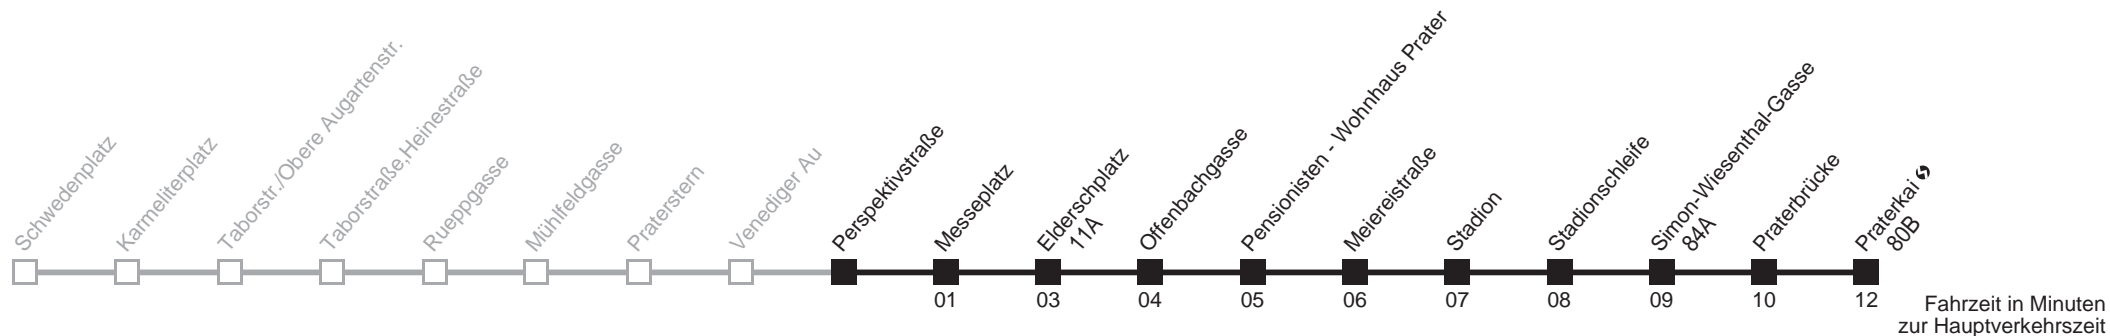 Schwedenplatz
Karmeliterplatz
Taborstr./Obere Augartenstr.
Taborstraße,Heinestraße
Rueppgasse
Mühlfeldgasse
Praterstern
Venediger Au
Perspektivstraße
Messeplatz
Elderschplatz
11A
Offenbachgasse
Pensionisten - Wohnhaus Prater
Meiereistraße
Stadion
Stadionschleife
Simon-Wiesenthal-Gasse
84A
Praterbrücke
Praterkai
80B
01 03 04 05 06 07 08 09 10 12
Fahrzeit in Minuten
zur Hauptverkehrszeit